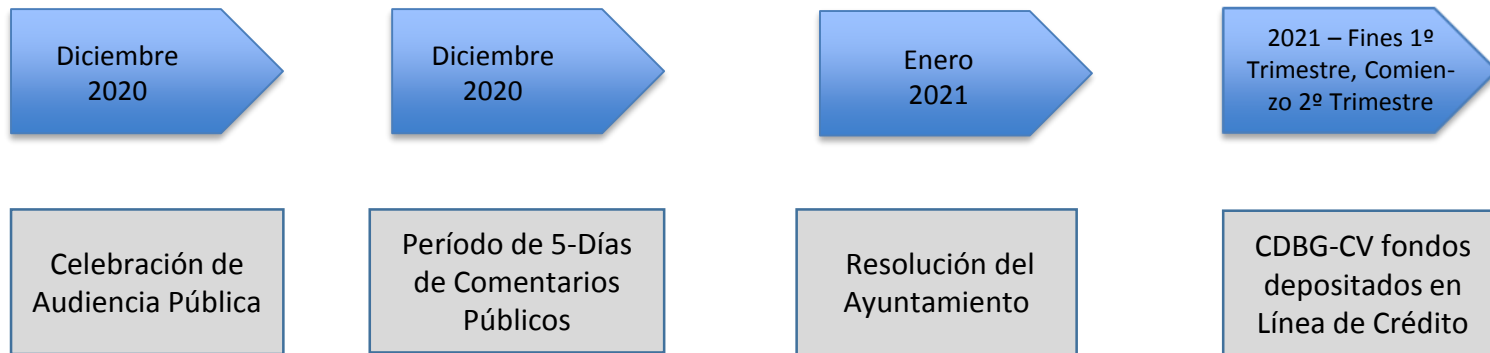 Diciembre
2020
Diciembre
2020
Enero
2021
2021 – Fines 1º
Trimestre, Comien-
zo 2º Trimestre
Celebración de
Audiencia Pública
Período de 5-Días
de Comentarios
Públicos
Resolución del
Ayuntamiento
CDBG-CV fondos
depositados en
Línea de Crédito